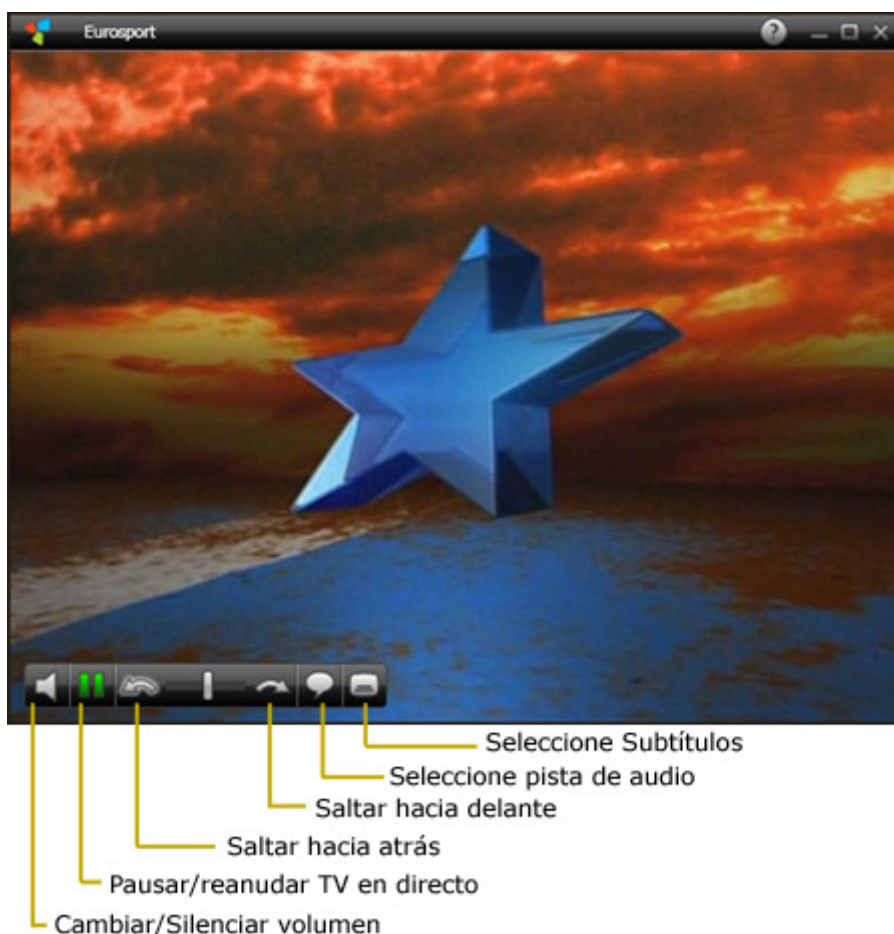 Eurosport
Seleccione Subtítulos
Seleccione pista de audio
Saltar hacia delante
Saltar hacia atrás
Pausar/reanudar TV en directo
Cambiar/Silenciar volumen